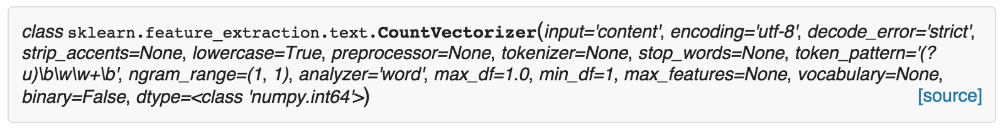 class sklearn.feature_extraction.text.CountVectorizer(input='content', encoding='utf-8', decode_error='strict',
strip_accents=None, lowercase=True, preprocessor=None, tokenizer=None, stop_words=None, token_pattern='(?
u)\b\w\w+\b', ngram_range=(1, 1), analyzer='word', max_df=1.0, min_df=1, max_features=None, vocabulary=None,
binary=False, dtype=<class 'numpy.int64'>) [source]